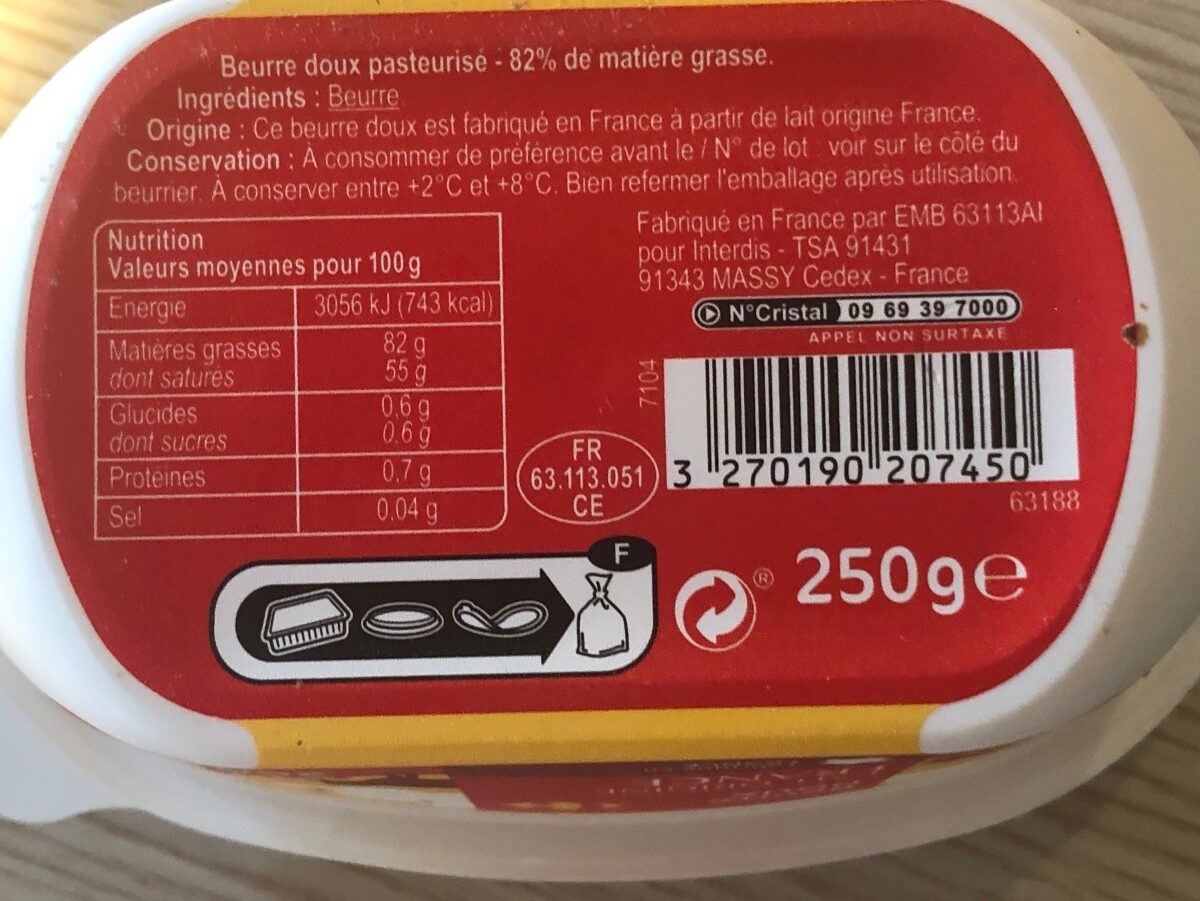 Beurre doux pasteurisé - 82% de matière grasse.
Ingrédients : Beurre
Origine : Ce beurre doux est fabriqué en France à partir de lait origine France.
Conservation : À consommer de préférence avant le / N° de lot : voir sur le côté du
beurrier. À conserver entre +2°C et +8°C. Bien refermer l'emballage après utilisation.
Nutrition
Valeurs moyennes pour 100 g
Energie 3056 kJ (743 kcal)
Matières grasses 82 g
dont saturés 55 g
Glucides 0,6 g
dont sucres 0.6 g
Protéines 0,7 g
Sel 0,04 g
Fabriqué en France par EMB 63113AI
pour Interdis - TSA 91431
91343 MASSY Cedex - France
N°Cristal 09 69 39 7000
APPEL NON SURTAXE
7104
3 270190 207450
63188
FR
63.113.051
CE
F
® 250g e